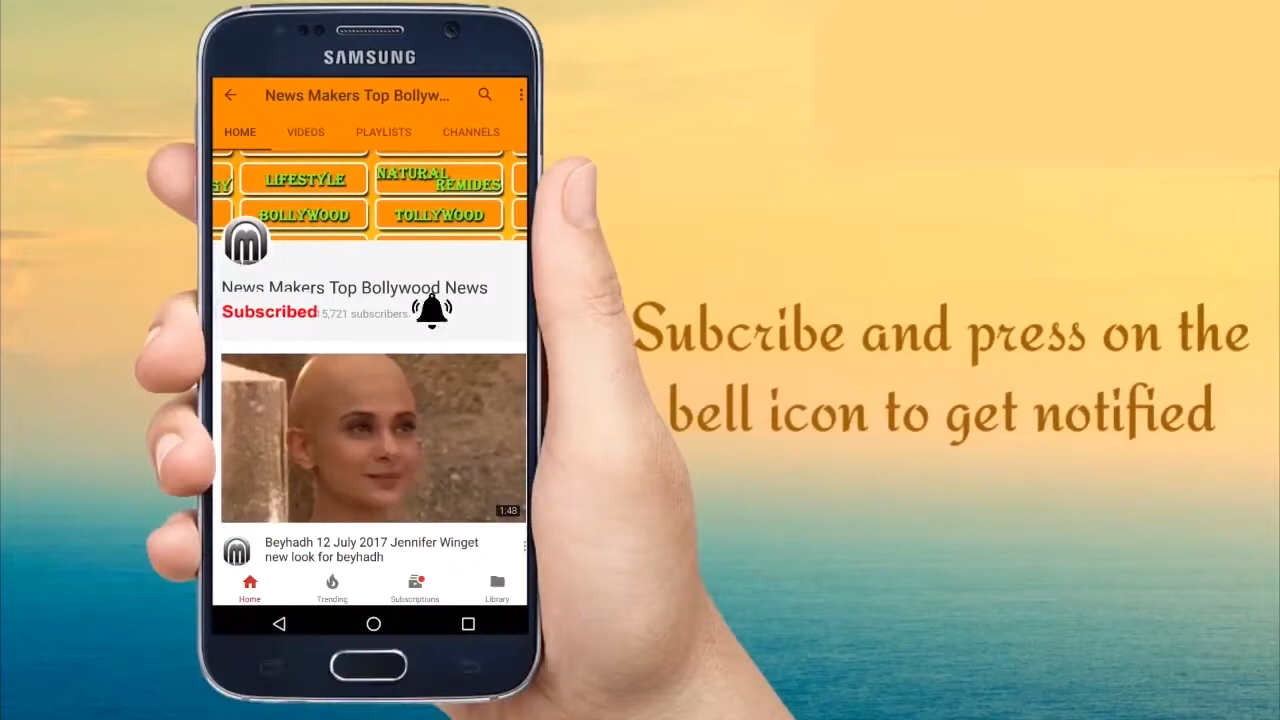 SAMSUNG
News Makers Top Bollyw...
HOME VIDEOS PLAYLISTS CHANNELS
GY LIFESTYLE NATURAL REMIDES
BOLLYWOOD TOLLYWOOD
News Makers Top Bollywood News
Subscribed 5,721 subscribers
1:48
Beyhadh 12 July 2017 Jennifer Winget
new look for beyhadh
Home Trending Subscriptions Library
Subcribe and press on the
bell icon to get notified